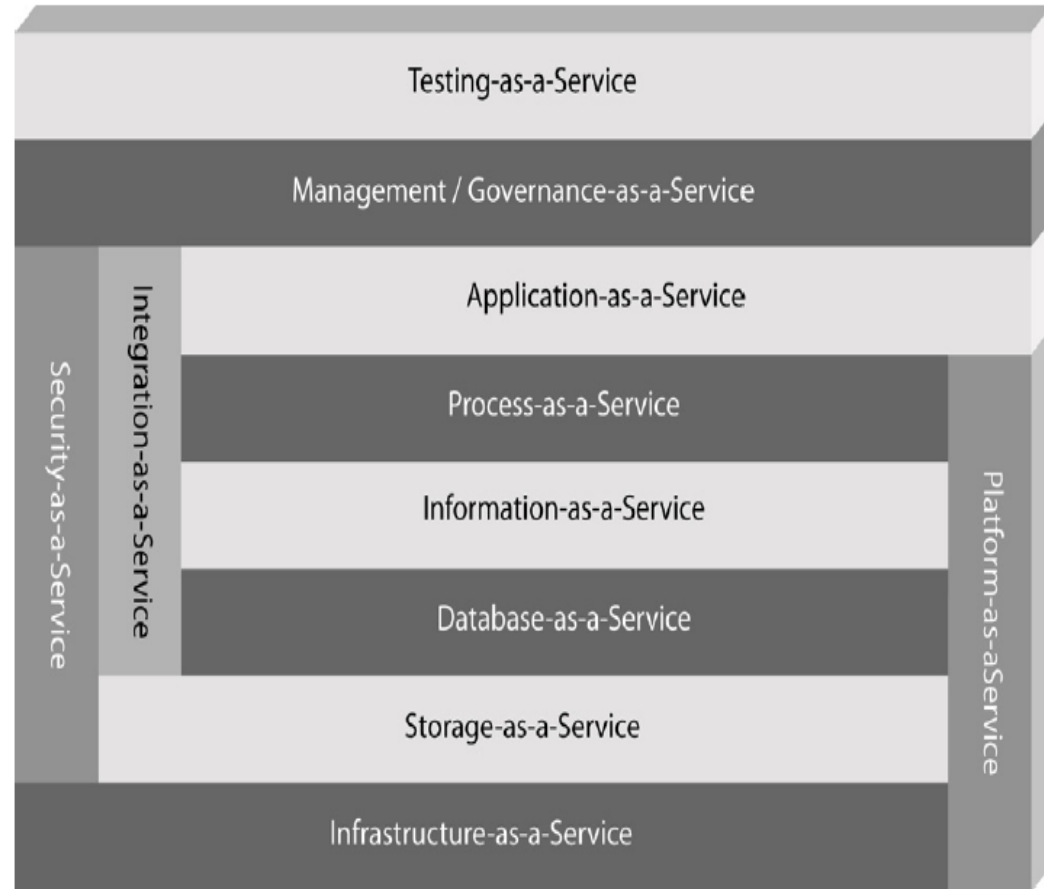 Testing-as-a-Service
Management / Governance-as-a-Service
Security-as-a-Service
Integration-as-a-Service
Application-as-a-Service
Process-as-a-Service
Information-as-a-Service
Database-as-a-Service
Storage-as-a-Service
Platform-as-aService
Infrastructure-as-a-Service